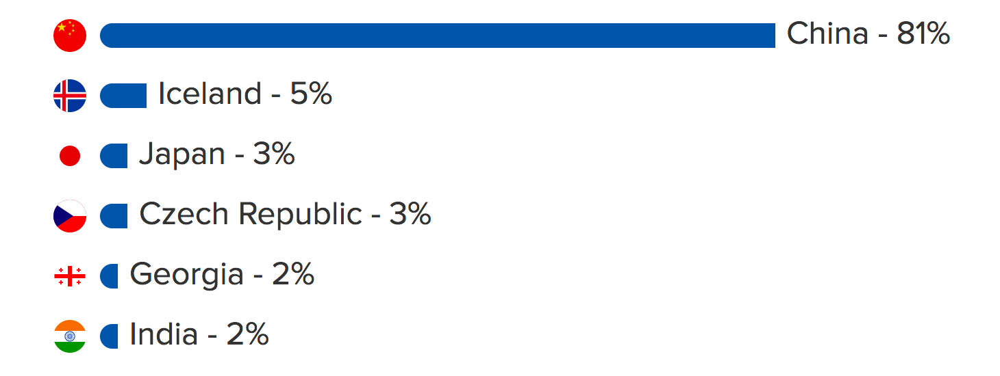 China - 81%
Iceland - 5%
Japan - 3%
Czech Republic - 3%
Georgia - 2%
India - 2%